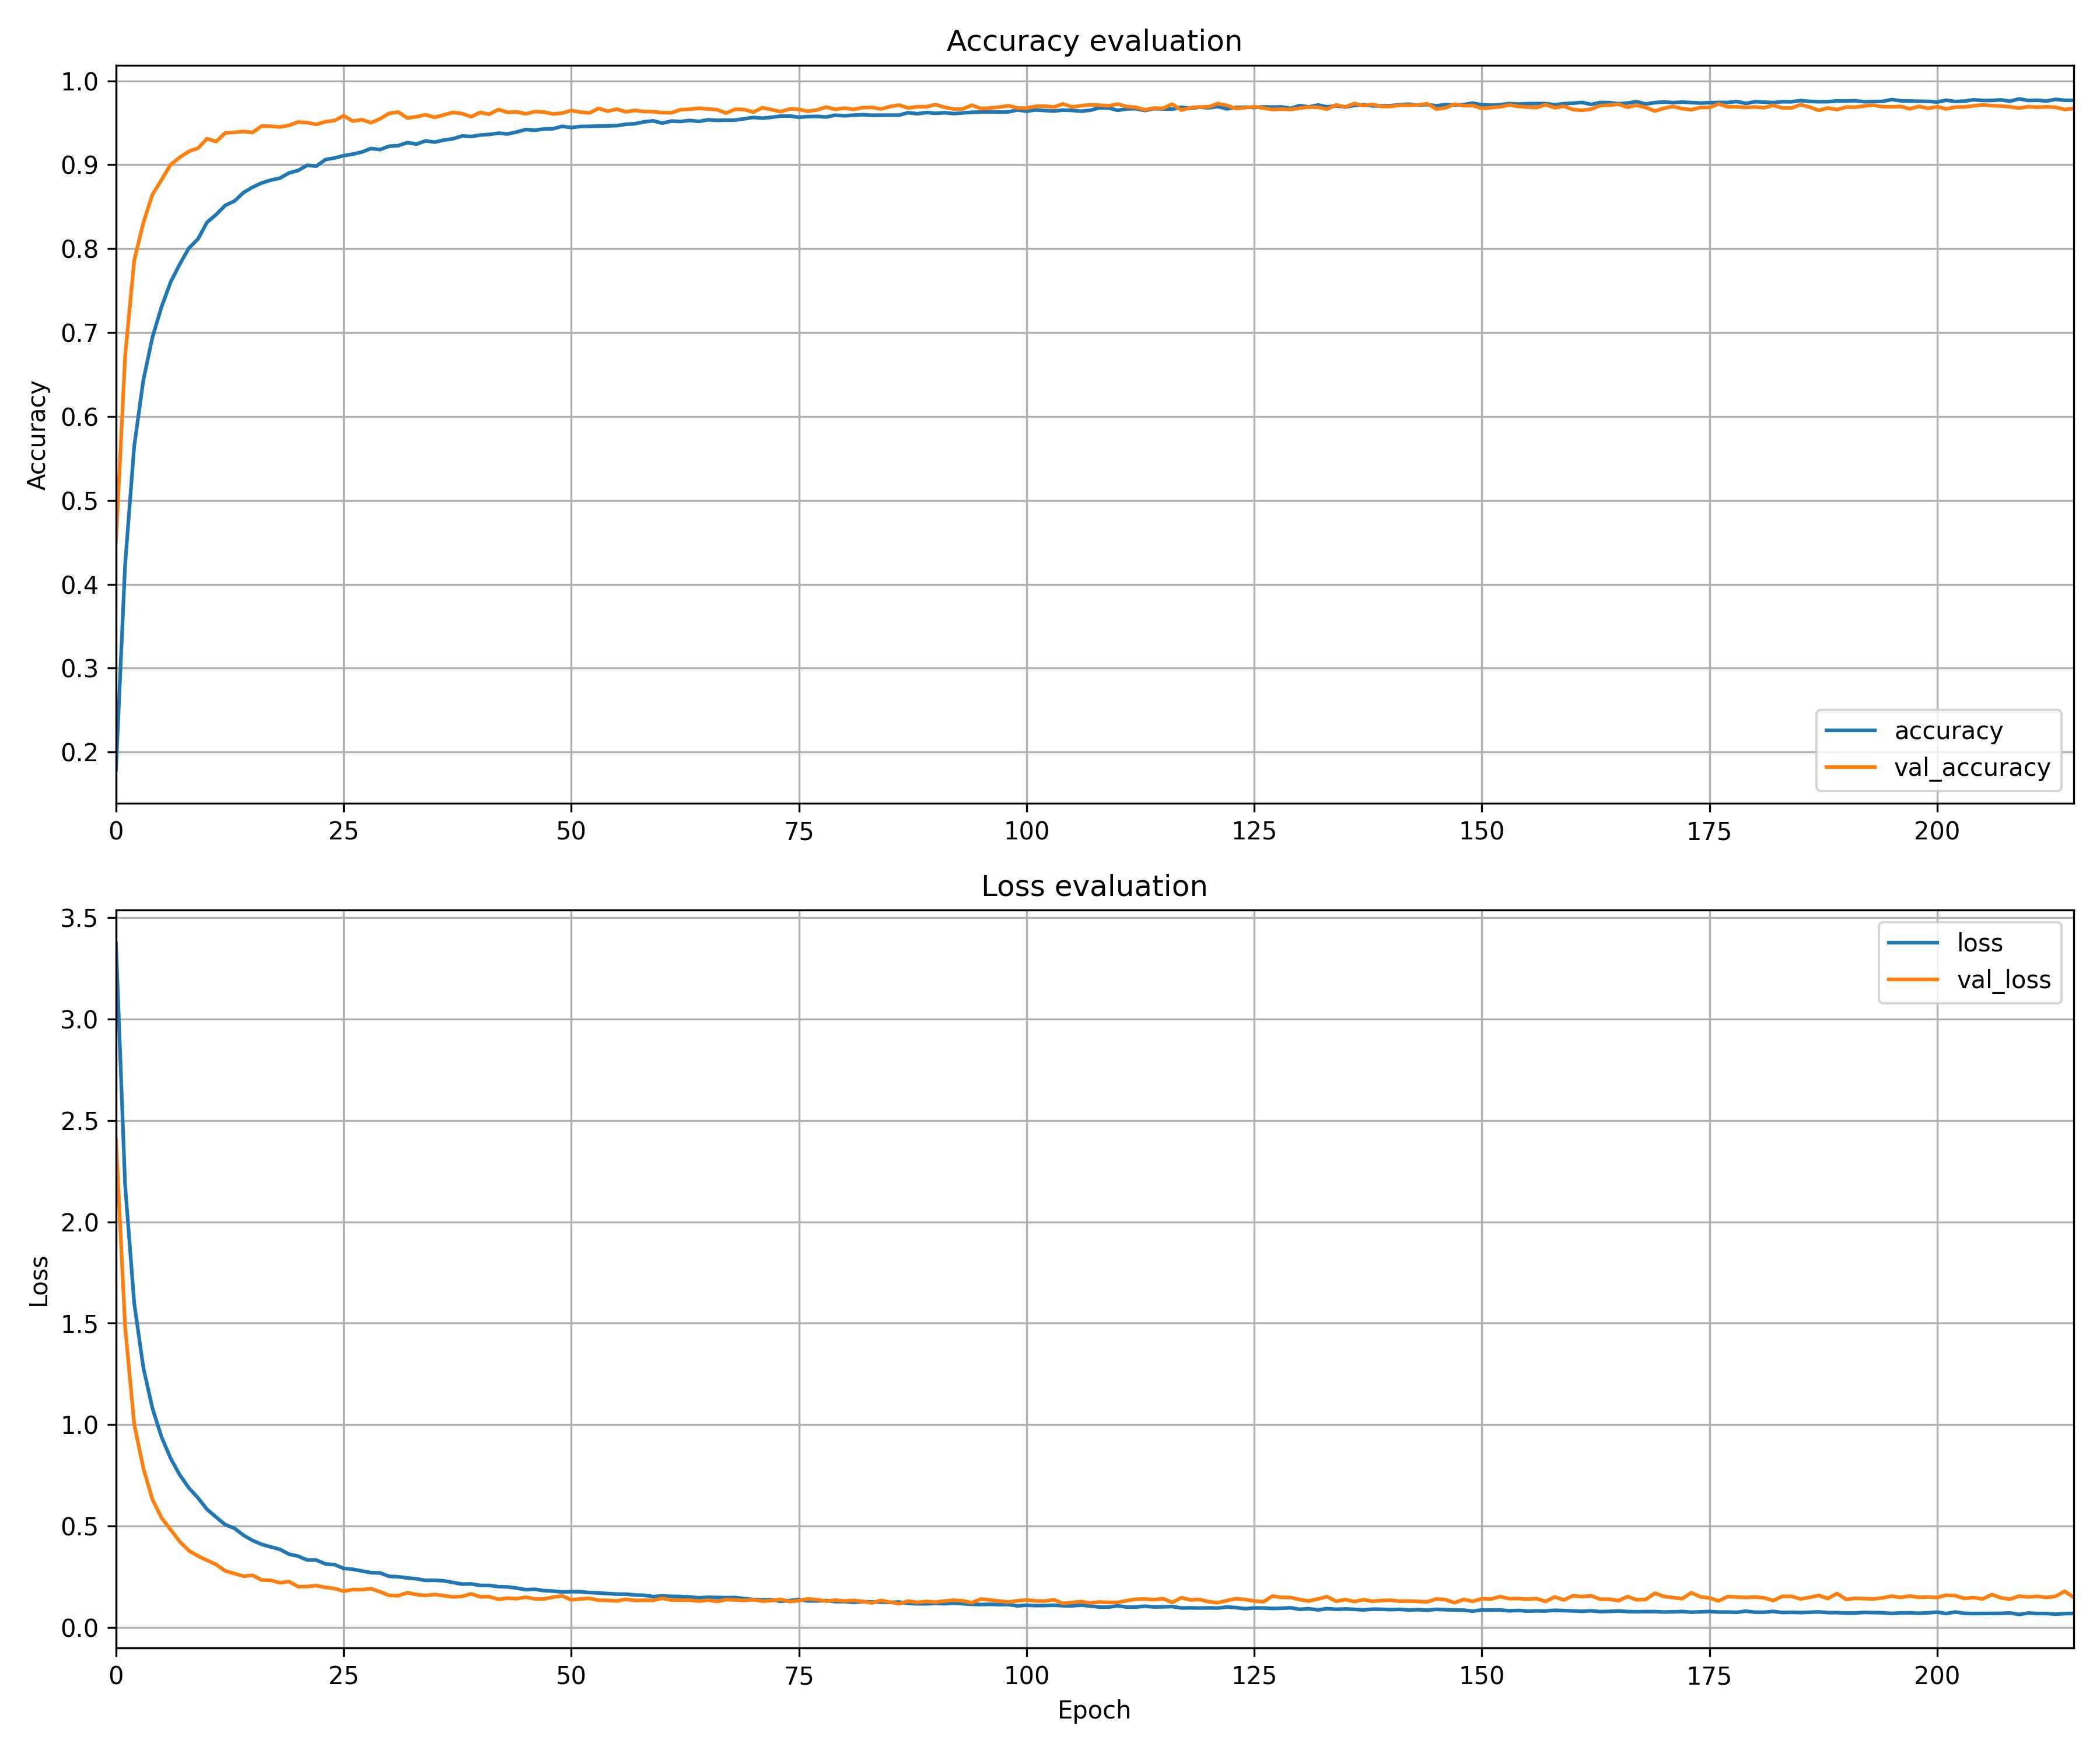 Accuracy evaluation
1.0
0.9
0.8
0.7
0.6
0.5
0.4
0.3
0.2
Accuracy
accuracy
val_accuracy
0 25 50 75 100 125 150 175 200
Loss evaluation
3.5
3.0
2.5
2.0
1.5
1.0
0.5
0.0
Loss
loss
val_loss
0 25 50 75 100 125 150 175 200
Epoch